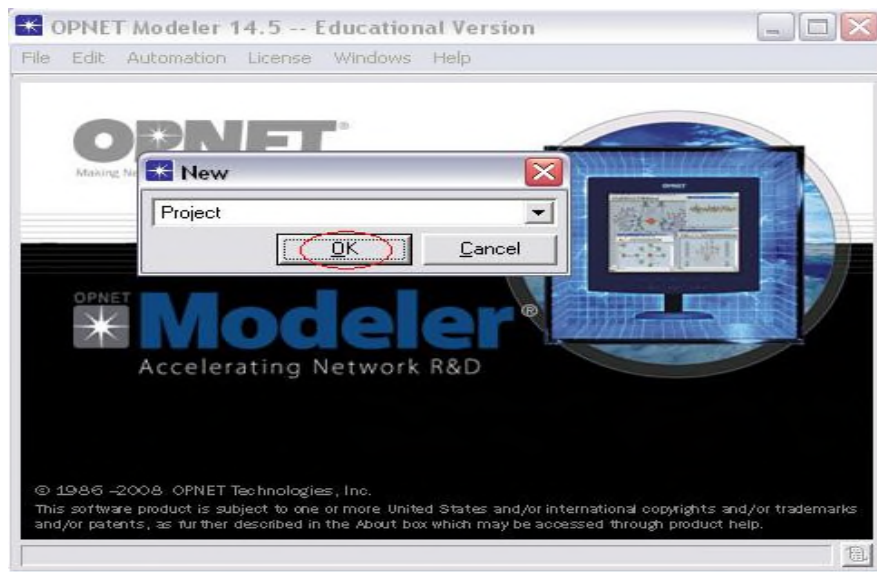 OPNET Modeler 14.5 -- Educational Version
File Edit Automation License Windows Help
OPNET®
Making Ne
New
Project
OK Cancel
OPNET
Modeler®
Accelerating Network R&D
© 1986 –2008 OPNET Technologies, Inc.
This software product is subject to one or more United States and/or international copyrights and/or trademarks
and/or patents, as further described in the About box which may be accessed through product help.